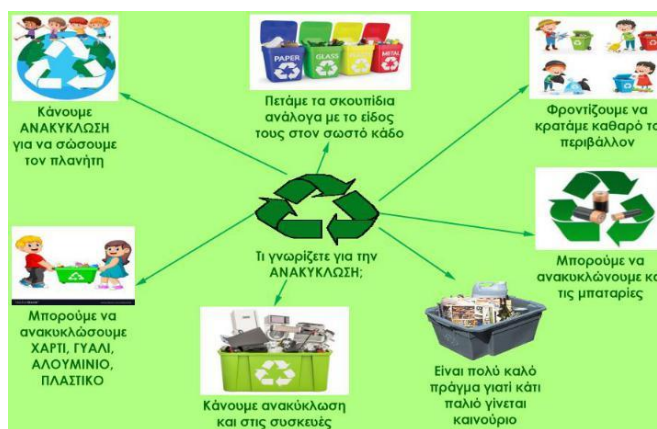 Κάνουμε
ΑΝΑΚΥΚΛΩΣΗ
για να σώσουμε
τον πλανήτη
PAPER
GLASS
METAL
Πετάμε τα σκουπίδια
ανάλογα με το είδος
τους στον σωστό κάδο
Φροντίζουμε να
κρατάμε καθαρό το
περιβάλλον
Τι γνωρίζετε για την
ΑΝΑΚΥΚΛΩΣΗ;
Μπορούμε να
ανακυκλώνουμε κα
τις μπαταρίες
Μπορούμε να
ανακυκλώσουμε
ΧΑΡΤΙ, ΓΥΑΛΙ,
ΑΛΟΥΜΙΝΙΟ,
ΠΛΑΣΤΙΚΟ
Κάνουμε ανακύκλωση
και στις συσκευές
Είναι πολύ καλό
πράγμα γιατί κάτι
παλιό γίνεται
καινούριο